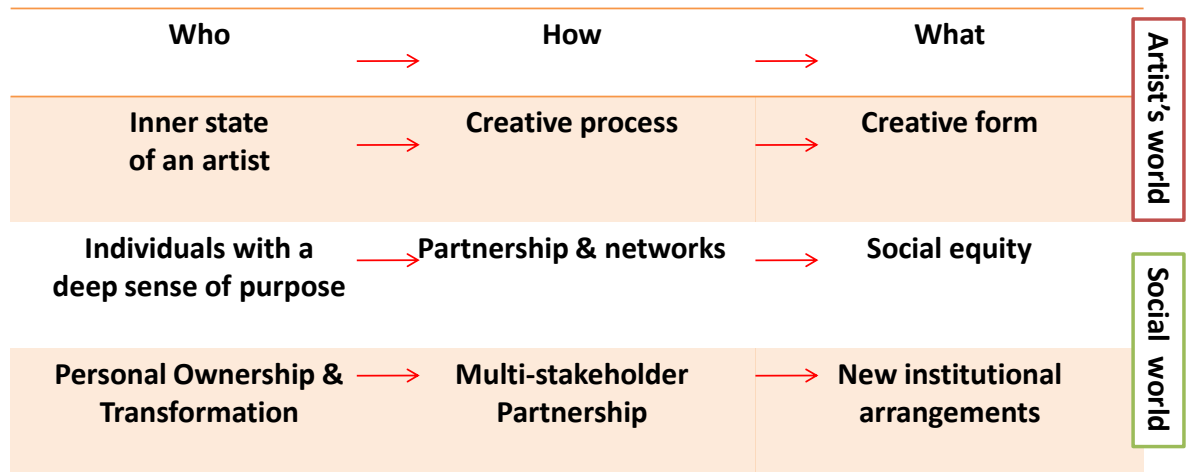 Who
How
What
Inner state
of an artist
Creative process
Creative form
Individuals with a
deep sense of purpose
Partnership & networks
Social equity
Personal Ownership &
Transformation
Multi-stakeholder
Partnership
New institutional
arrangements
Artist's world
Social world